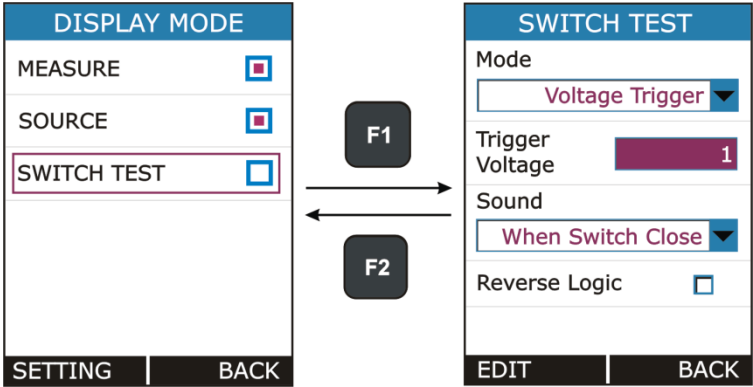 DISPLAY MODE
MEASURE
SOURCE
SWITCH TEST
SETTING
BACK
F1
F2
SWITCH TEST
Mode
Voltage Trigger
Trigger
Voltage
1
Sound
When Switch Close
Reverse Logic
EDIT
BACK